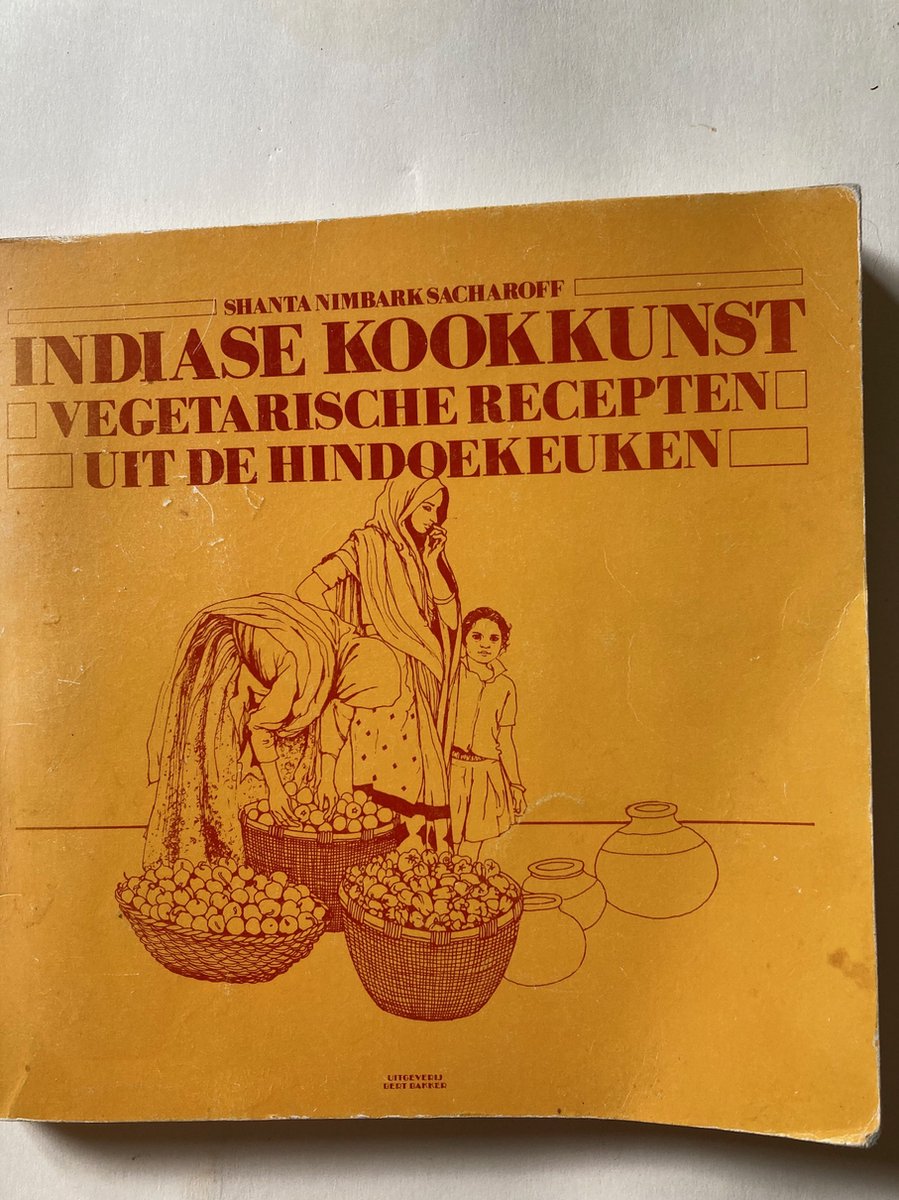 SHANTA NIMBARK SACHAROFF
INDIASE KOOKKUNST
VEGETARISCHE RECEPTEN
UIT DE HINDOEKEUKEN
UITGEVERIJ
BERT BAKKER